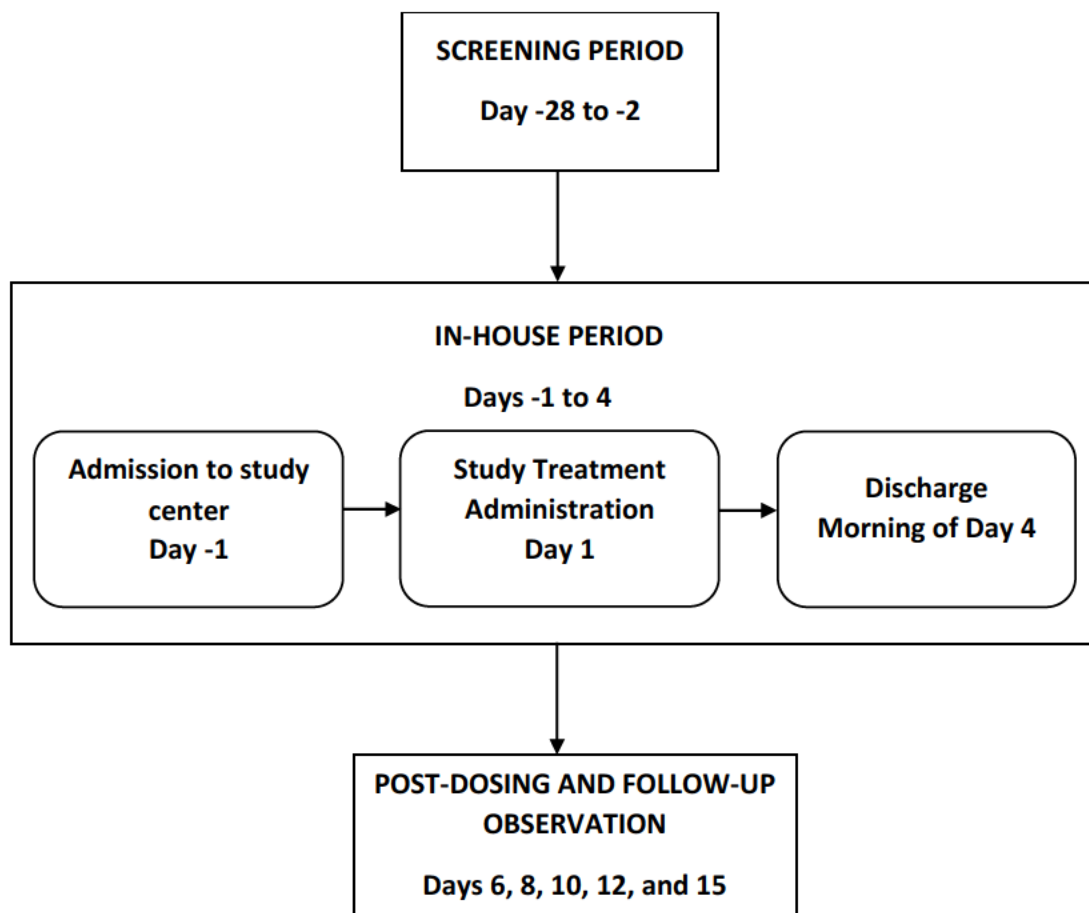 SCREENING PERIOD
Day -28 to -2
IN-HOUSE PERIOD
Days -1 to 4
Admission to study
center
Day -1
Study Treatment
Administration
Day 1
Discharge
Morning of Day 4
POST-DOSING AND FOLLOW-UP
OBSERVATION
Days 6, 8, 10, 12, and 15